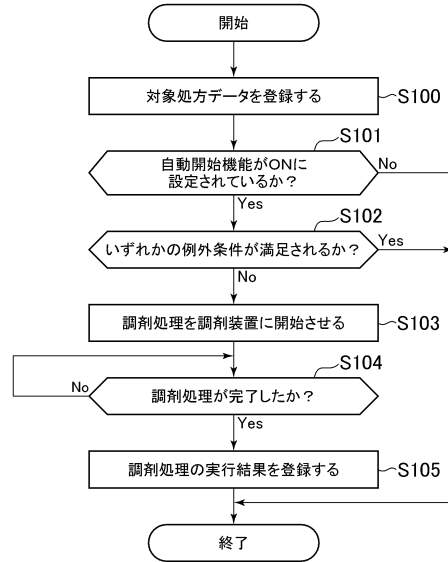 開始
対象処方データを登録する
S100
S101
自動開始機能がONに
設定されているか？
No
Yes
S102
いずれかの例外条件が満足されるか？
Yes
No
調剤処理を調剤装置に開始させる
S103
S104
調剤処理が完了したか？
No
Yes
調剤処理の実行結果を登録する
S105
終了